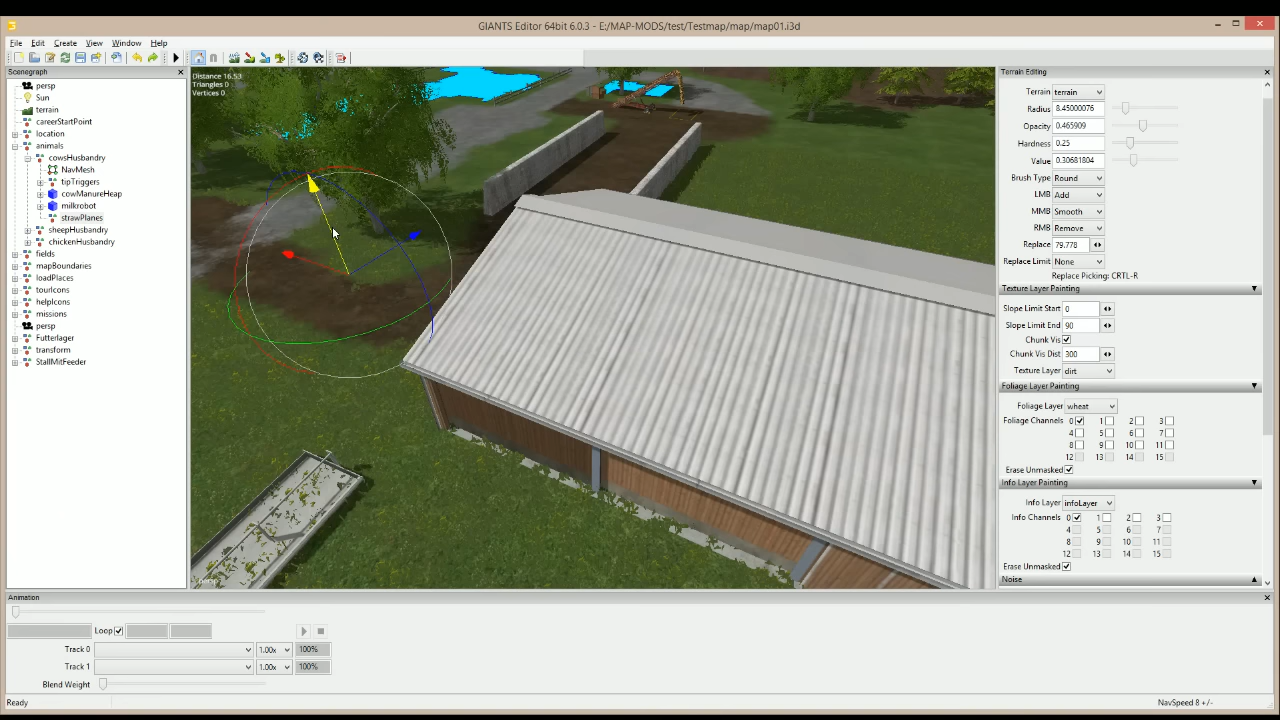 GIANTS Editor 64bit 6.0.3 - E:/MAP-MODS/test/Testmap/map/map01.i3d
File Edit Create View Window Help
Scenegraph
persp
Sun
terrain
careerStartPoint
location
animals
cowsHusbandry
NavMesh
tipTriggers
cowManureHeap
milkrobot
strawPlanes
sheepHusbandry
chickenHusbandry
fields
mapBoundaries
loadPlaces
tourIcons
helpIcons
missions
persp
Futterlager
transform
StallMitFeeder
Distance 16.53
Triangles 0
Vertices 0
persp
Terrain Editing
Terrain terrain
Radius 8.45000076
Opacity 0.465909
Hardness 0.25
Value 0.30681804
Brush Type Round
LMB Add
MMB Smooth
RMB Remove
Replace 79.778
Replace Limit None
Replace Picking: CRTL-R
Texture Layer Painting
Slope Limit Start 0
Slope Limit End 90
Chunk Vis
Chunk Vis Dist 300
Texture Layer dirt
Foliage Layer Painting
Foliage Layer wheat
Foliage Channels 0 1 2 3
4 5 6 7
8 9 10 11
12 13 14 15
Erase Unmasked
Info Layer Painting
Info Layer infoLayer
Info Channels 0 1 2 3
4 5 6 7
8 9 10 11
12 13 14 15
Erase Unmasked
Noise
Animation
Loop
Track 0 1.00x 100%
Track 1 1.00x 100%
Blend Weight
Ready NavSpeed 8 +/-